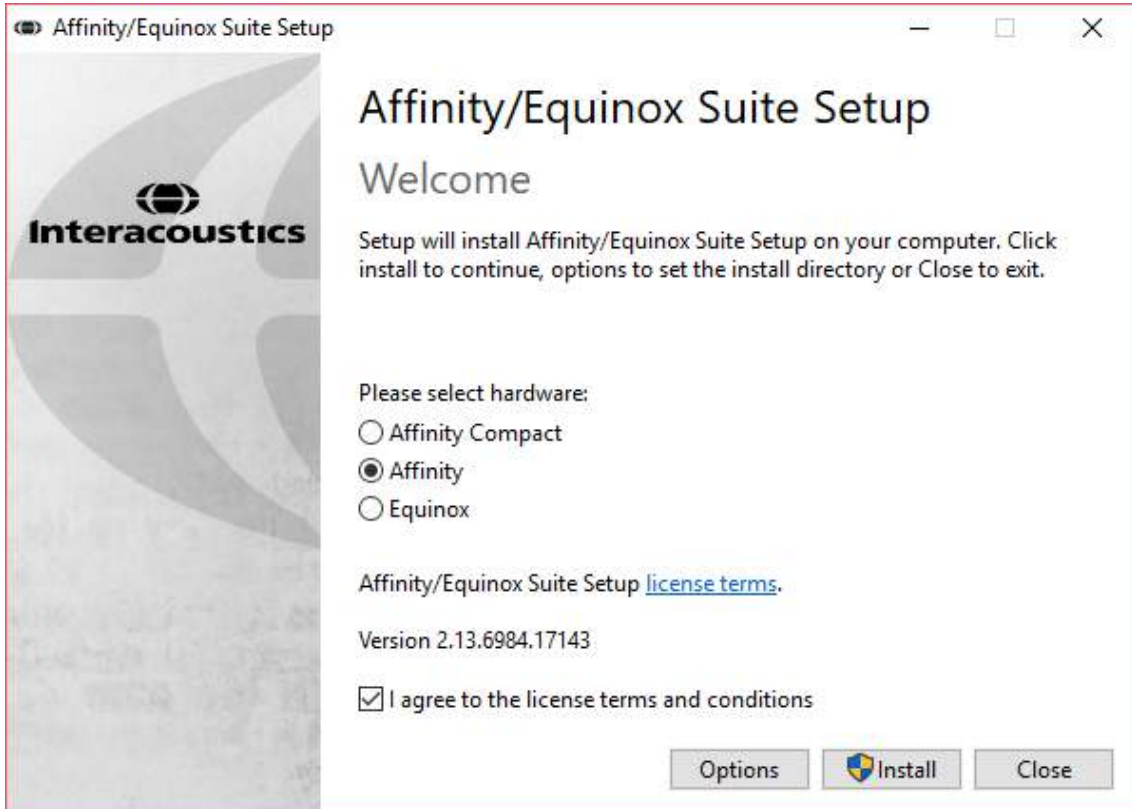 Affinity/Equinox Suite Setup
Interacoustics
Affinity/Equinox Suite Setup
Welcome
Setup will install Affinity/Equinox Suite Setup on your computer. Click
install to continue, options to set the install directory or Close to exit.
Please select hardware:
Affinity Compact
Affinity
Equinox
Affinity/Equinox Suite Setup license terms.
Version 2.13.6984.17143
I agree to the license terms and conditions
Options Install Close